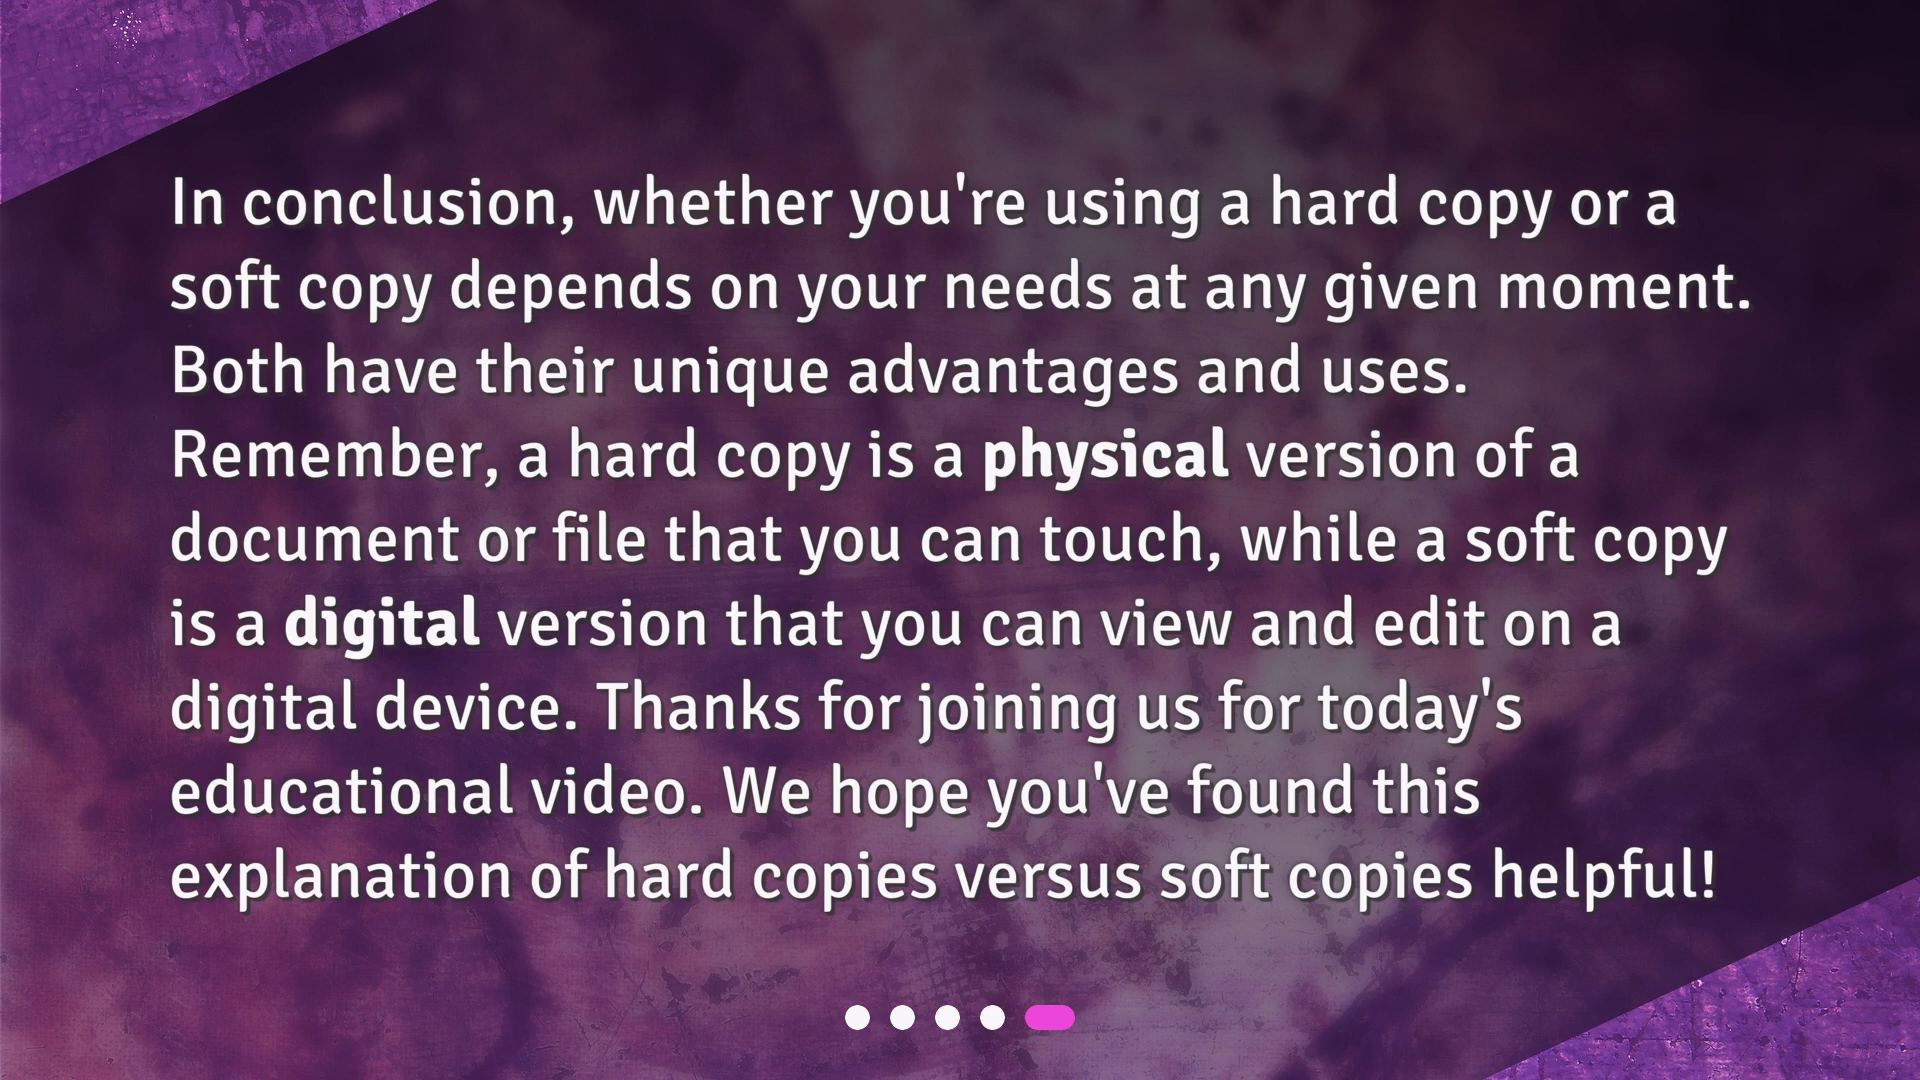 In conclusion, whether you're using a hard copy or a
soft copy depends on your needs at any given moment.
Both have their unique advantages and uses.
Remember, a hard copy is a physical version of a
document or file that you can touch, while a soft copy
is a digital version that you can view and edit on a
digital device. Thanks for joining us for today's
educational video. We hope you've found this
explanation of hard copies versus soft copies helpful!